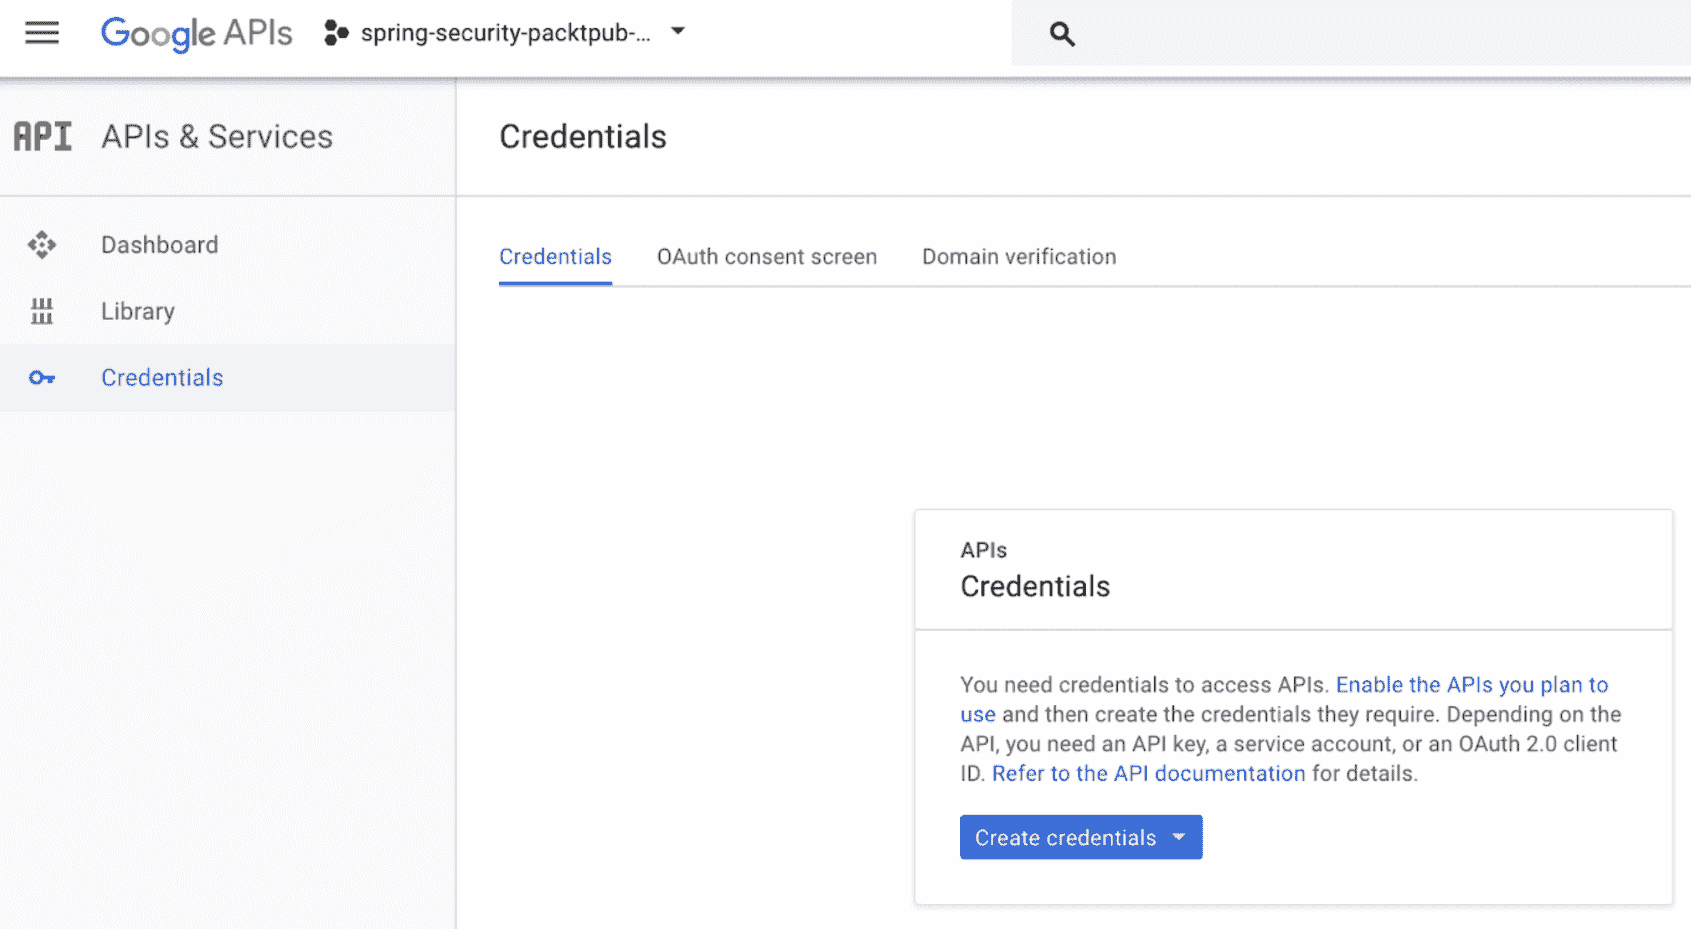 Google APIs
spring-security-packtpub-...
API APIs & Services
Credentials
Dashboard
Library
Credentials
Credentials
OAuth consent screen
Domain verification
APIs
Credentials
You need credentials to access APIs. Enable the APIs you plan to
use and then create the credentials they require. Depending on the
API, you need an API key, a service account, or an OAuth 2.0 client
ID. Refer to the API documentation for details.
Create credentials